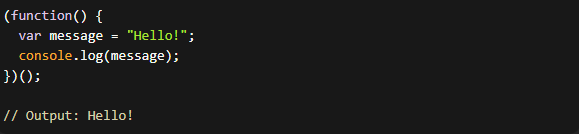 (function() {
  var message = "Hello!";
  console.log(message);
})();

// Output: Hello!